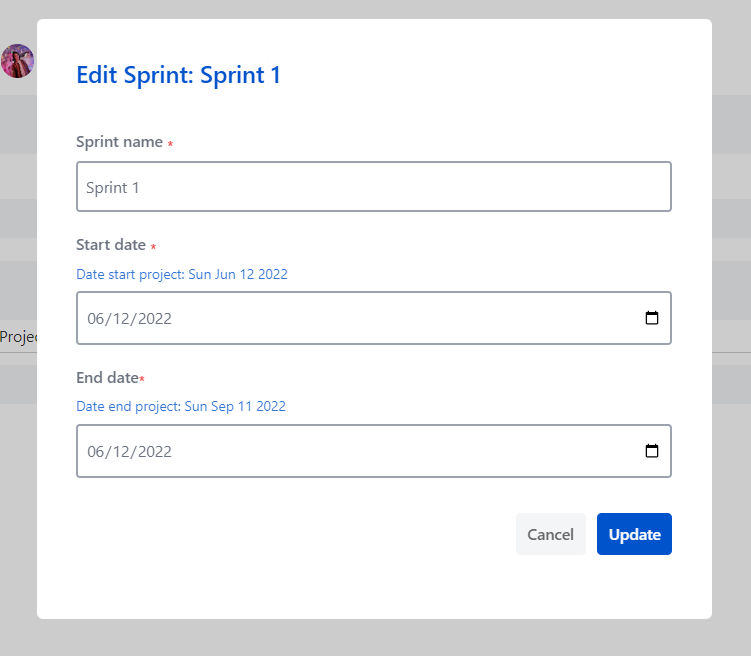 Edit Sprint: Sprint 1
Sprint name *
Sprint 1
Start date *
Date start project: Sun Jun 12 2022
06/12/2022
Projec
End date*
Date end project: Sun Sep 11 2022
06/12/2022
Cancel
Update